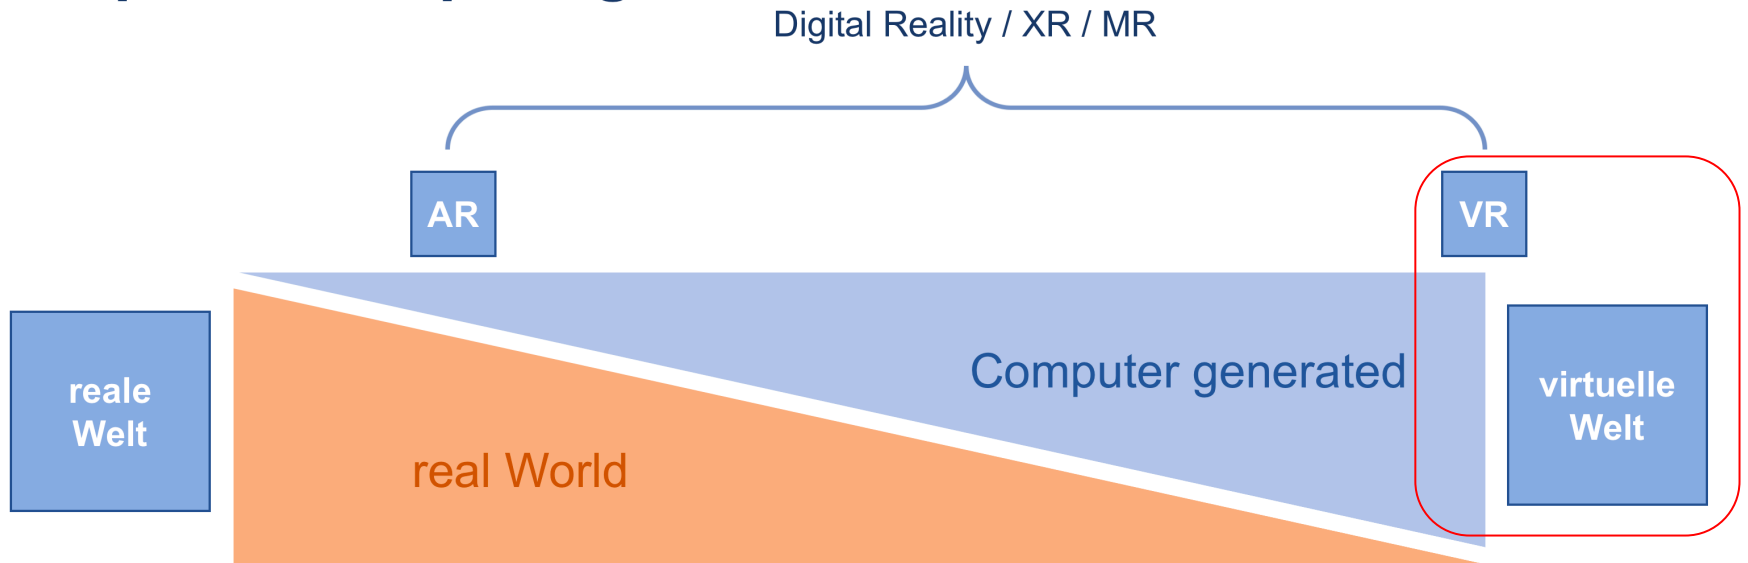 Digital Reality / XR / MR
AR
VR
reale
Welt
real World
Computer generated
virtuelle
Welt